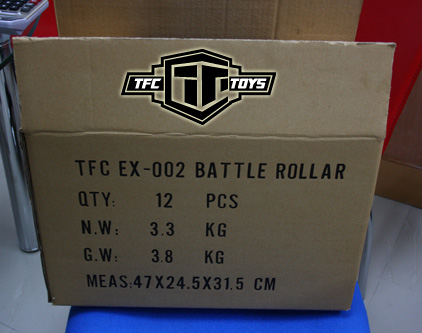 TFC TOYS
TFC EX-002 BATTLE ROLLAR
QTY: 12 PCS
N.W: 3.3 KG
G.W: 3.8 KG
MEAS:47X24.5X31.5 CM